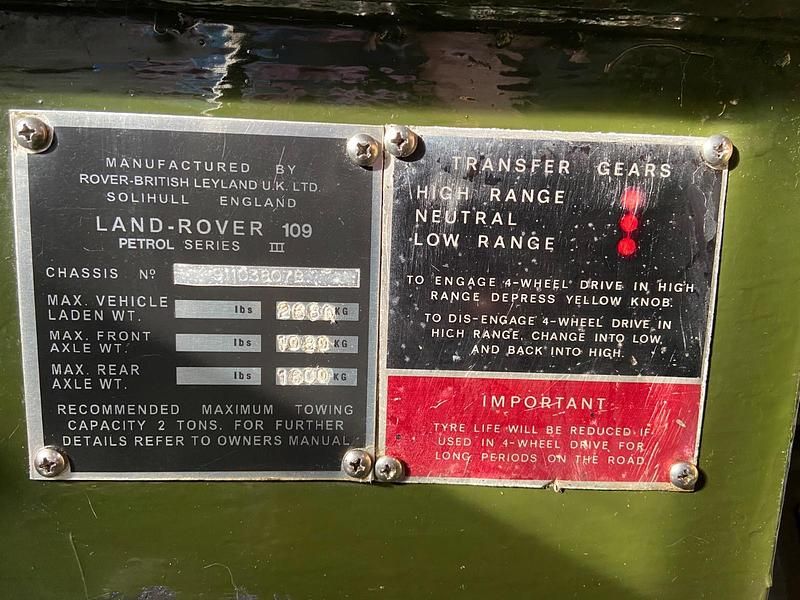 MANUFACTURED BY
ROVER-BRITISH LEYLAND U.K. LTD.
SOLIHULL ENGLAND
LAND-ROVER 109
PETROL SERIES III
CHASSIS Nº 91103807B
MAX. VEHICLE
LADEN WT. lbs KG
MAX. FRONT
AXLE WT. lbs KG
MAX. REAR
AXLE WT. lbs KG
RECOMMENDED MAXIMUM TOWING
CAPACITY 2 TONS. FOR FURTHER
DETAILS REFER TO OWNERS MANUAL
TRANSFER GEARS
HIGH RANGE
NEUTRAL
LOW RANGE
TO ENGAGE 4-WHEEL DRIVE IN HIGH
RANGE DEPRESS YELLOW KNOB.
TO DIS-ENGAGE 4-WHEEL DRIVE IN
HIGH RANGE, CHANGE INTO LOW
AND BACK INTO HIGH.
IMPORTANT
TYRE LIFE WILL BE REDUCED IF
USED IN 4-WHEEL DRIVE FOR
LONG PERIODS ON THE ROAD